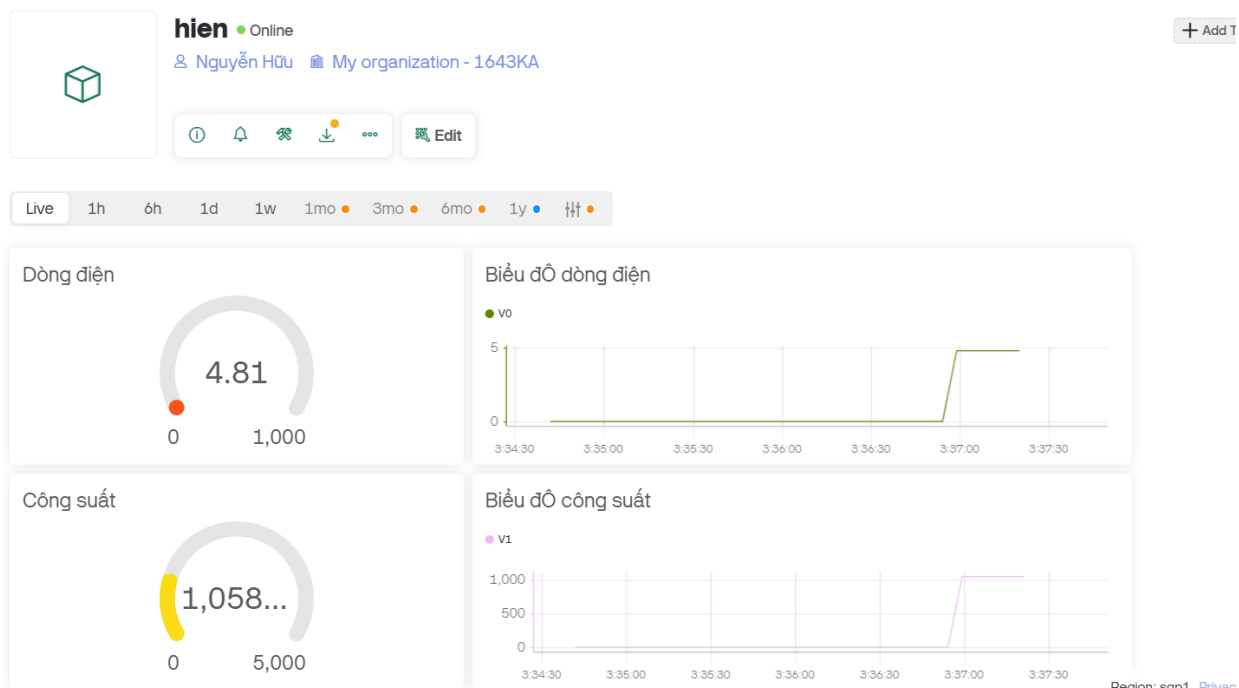 hien Online
Nguyễn Hữu My organization - 1643KA
Add T
Edit
Live 1h 6h 1d 1w 1mo 3mo 6mo 1y
Dòng điện
4.81
0 1,000
Biểu đÔ dòng điện
V0
5
0
3:34:30 3:35:00 3:35:30 3:36:00 3:36:30 3:37:00 3:37:30
Công suất
1,058...
0 5,000
Biểu đÔ công suất
V1
1,000
500
0
3:34:30 3:35:00 3:35:30 3:36:00 3:36:30 3:37:00 3:37:30
Region: sgp1 Privac